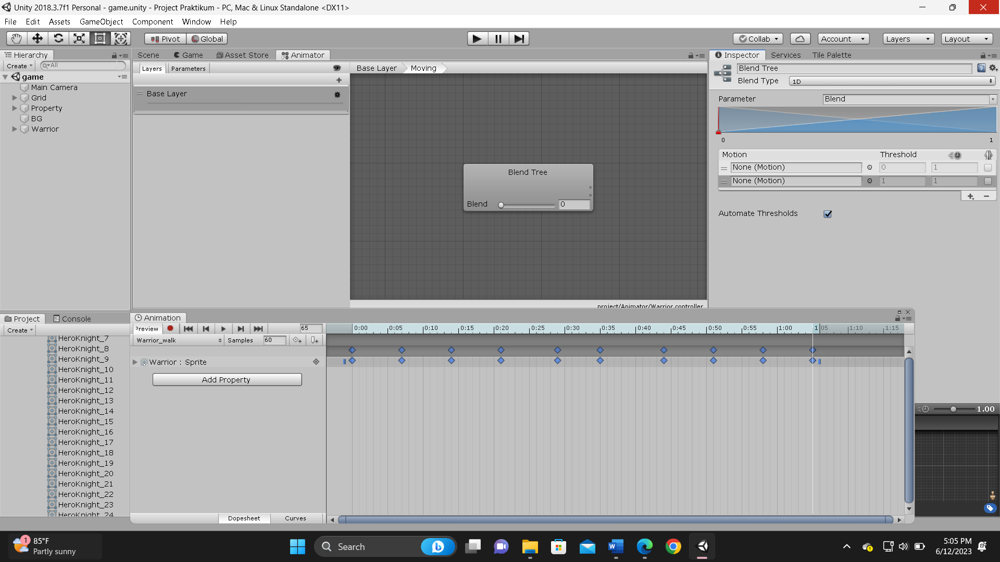 Unity 2018.3.7f1 Personal - game.unity - Project Praktikum - PC, Mac & Linux Standalone <DX11>
File Edit Assets GameObject Component Window Help
Pivot Global Collab Account Layers Layout
Hierarchy
Create All
game
Main Camera
Grid
Property
BG
Warrior
Scene Game Asset Store Animator
Layers Parameters
Base Layer
Base Layer Moving
Blend Tree
Blend 0
project/Animator/Warrior.controller
Inspector Services Tile Palette
Blend Tree
Blend Type 1D
Parameter Blend
0 1
Motion Threshold
None (Motion) 0 1
None (Motion) 1 1
Automate Thresholds
1.00
Project Console
Create
HeroKnight_7
HeroKnight_8
HeroKnight_9
HeroKnight_10
HeroKnight_11
HeroKnight_12
HeroKnight_13
HeroKnight_14
HeroKnight_15
HeroKnight_16
HeroKnight_17
HeroKnight_18
HeroKnight_19
HeroKnight_20
HeroKnight_21
HeroKnight_22
HeroKnight_23
HeroKnight_24
Animation
Preview 65
0:00 0:05 0:10 0:15 0:20 0:25 0:30 0:35 0:40 0:45 0:50 0:55 1:00 1:05 1:10 1:15
Warrior_walk Samples 60
Warrior : Sprite
Add Property
Dopesheet Curves
1
85°F
Partly sunny
Search
5:05 PM
6/12/2023